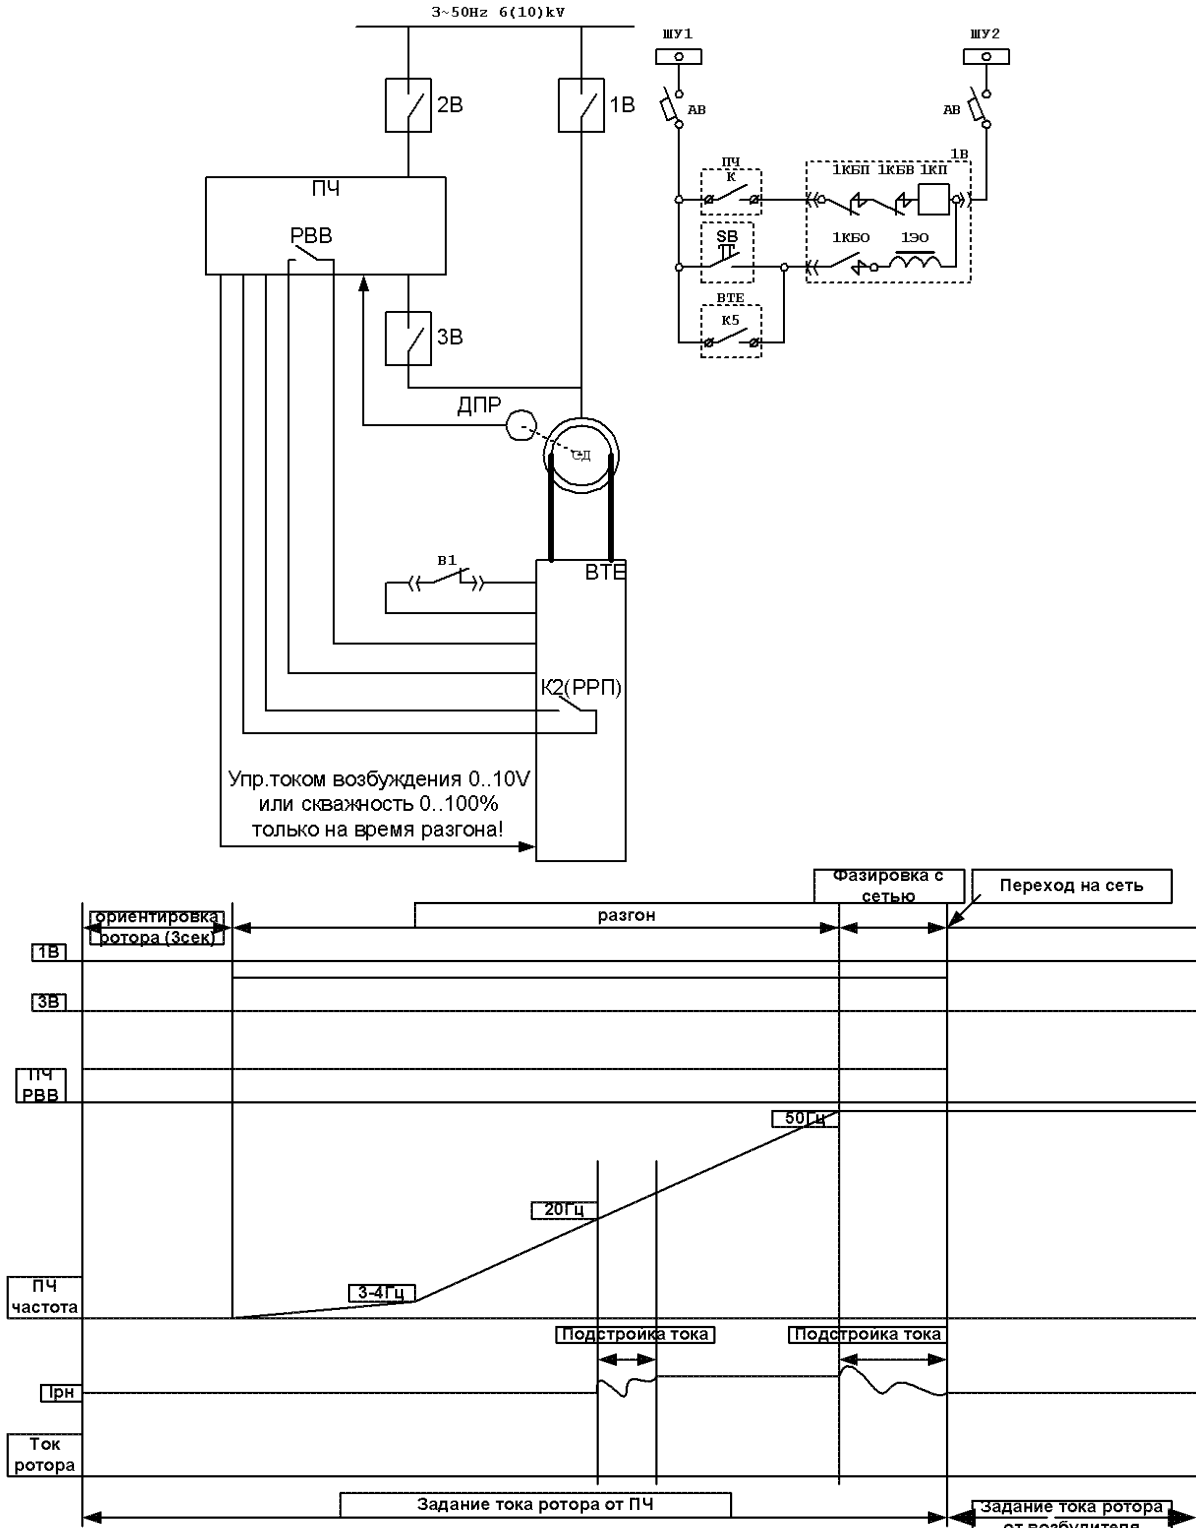 3~50Hz 6(10)kV
ШУ1
ШУ2
2В
1В
АВ
АВ
ПЧ
РВВ
ПЧ
К
1В
1КБП 1КБВ 1КП
SB
1КБО
1ЭО
ВТЕ
К5
3В
ДПР
СД
В1
ВТЕ
К2(РРП)
Упр.током возбуждения 0..10V
или скважность 0..100%
только на время разгона!
Фазировка с
сетью
Переход на сеть
ориентировка
ротора (3сек)
разгон
1В
3В
ПЧ
РВВ
50Гц
20Гц
3-4Гц
ПЧ
частота
Подстройка тока
Подстройка тока
Iрн
Ток
ротора
Задание тока ротора от ПЧ
Задание тока ротора
от возбудителя